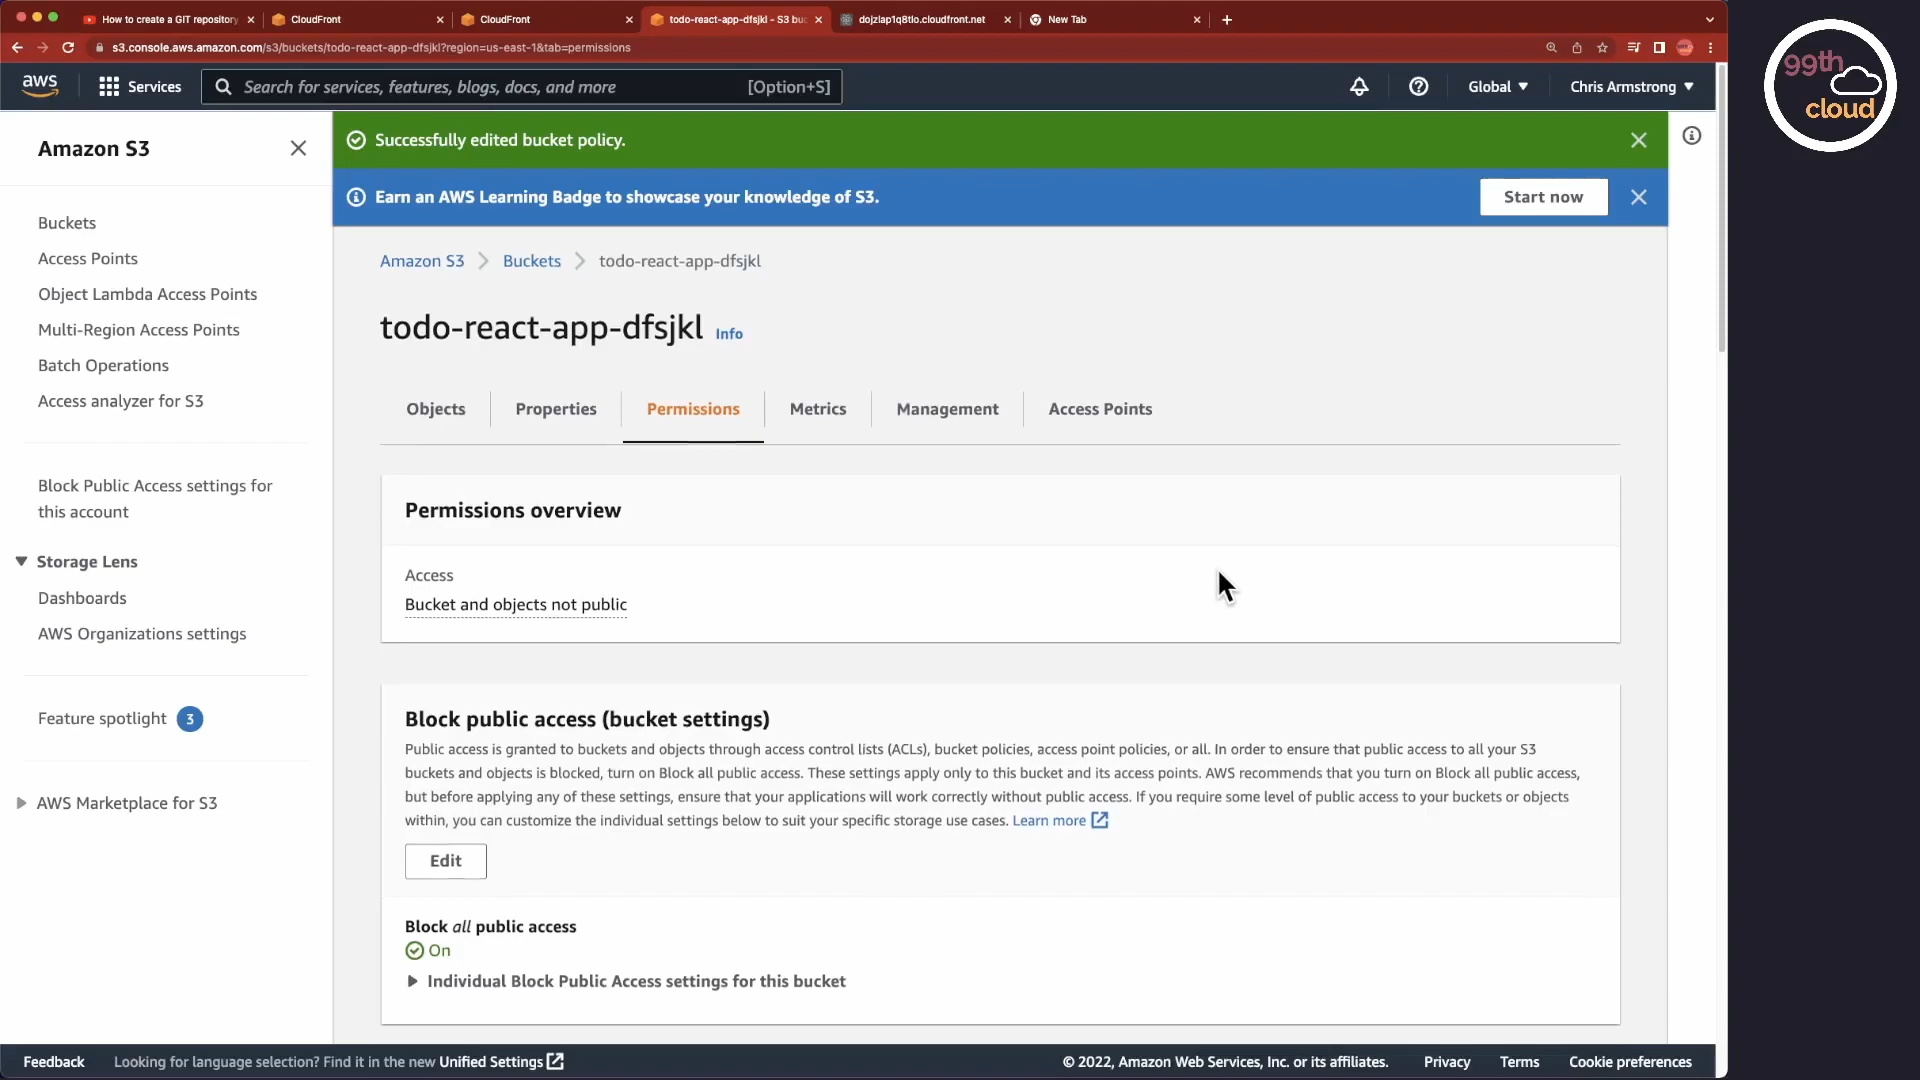 How to create a GIT repository
CloudFront
CloudFront
todo-react-app-dfsjkl - S3 buc
dojzlap1q8tlo.cloudfront.net
New Tab
s3.console.aws.amazon.com/s3/buckets/todo-react-app-dfsjkl?region=us-east-1&tab=permissions
aws
Services
Search for services, features, blogs, docs, and more
[Option+S]
Global
Chris Armstrong
99th
cloud
Amazon S3
Buckets
Access Points
Object Lambda Access Points
Multi-Region Access Points
Batch Operations
Access analyzer for S3
Block Public Access settings for
this account
Storage Lens
Dashboards
AWS Organizations settings
Feature spotlight 3
AWS Marketplace for S3
Successfully edited bucket policy.
Earn an AWS Learning Badge to showcase your knowledge of S3.
Start now
Amazon S3
Buckets
todo-react-app-dfsjkl
todo-react-app-dfsjkl Info
Objects
Properties
Permissions
Metrics
Management
Access Points
Permissions overview
Access
Bucket and objects not public
Block public access (bucket settings)
Public access is granted to buckets and objects through access control lists (ACLs), bucket policies, access point policies, or all. In order to ensure that public access to all your S3
buckets and objects is blocked, turn on Block all public access. These settings apply only to this bucket and its access points. AWS recommends that you turn on Block all public access,
but before applying any of these settings, ensure that your applications will work correctly without public access. If you require some level of public access to your buckets or objects
within, you can customize the individual settings below to suit your specific storage use cases. Learn more
Edit
Block all public access
On
Individual Block Public Access settings for this bucket
Feedback
Looking for language selection? Find it in the new Unified Settings
© 2022, Amazon Web Services, Inc. or its affiliates.
Privacy
Terms
Cookie preferences